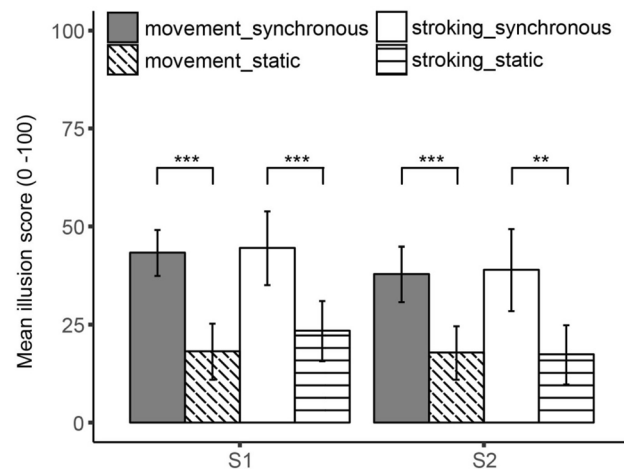 Mean illusion score (0 -100)
100
75
50
25
0
movement_synchronous
stroking_synchronous
movement_static
stroking_static
*** *** *** **
S1 S2